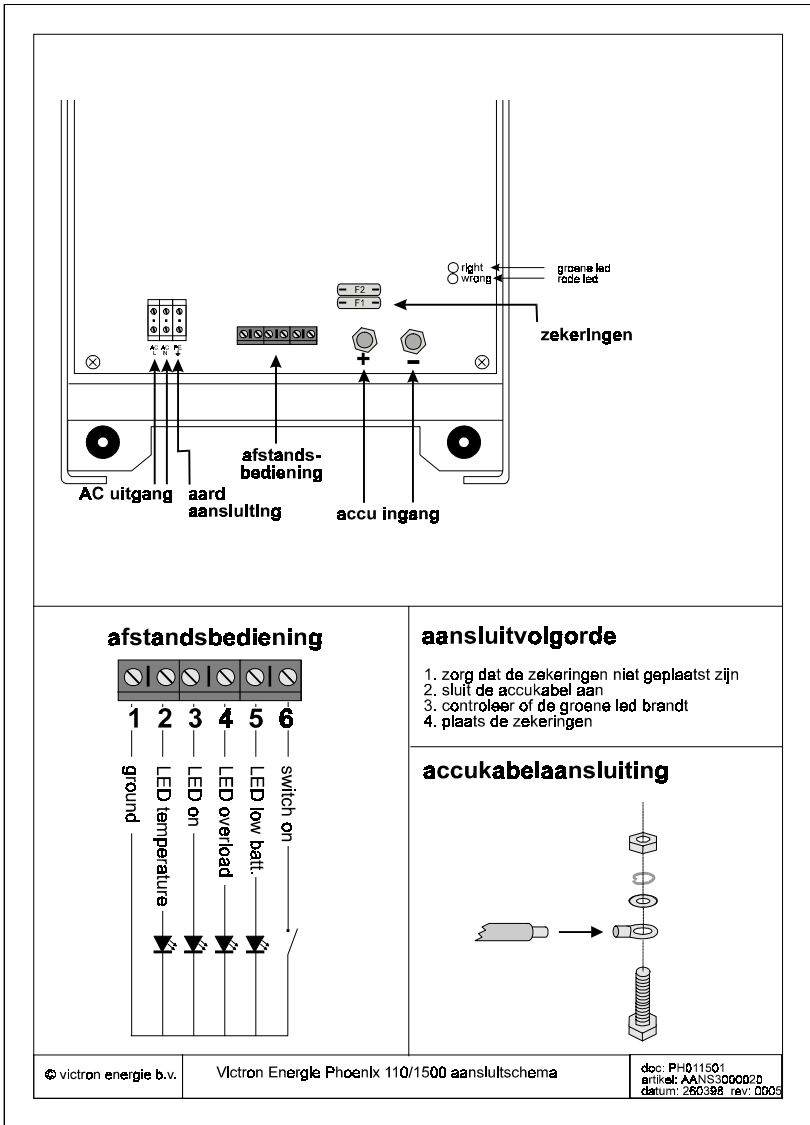 right
groene led
wrong
rode led
F2
F1
zekeringen
AC L
AC N
PE
+
−
afstands-
bediening
AC uitgang
aard
aansluiting
accu ingang
afstandsbediening
1 2 3 4 5 6
ground
LED temperature
LED on
LED overload
LED low batt.
switch on
aansluitvolgorde
1. zorg dat de zekeringen niet geplaatst zijn
2. sluit de accukabel aan
3. controleer of de groene led brandt
4. plaats de zekeringen
accukabelaansluiting
© victron energie b.v.
Victron Energie Phoenix 110/1500 aansluitschema
doc: PH011501
artikel: AANS3000020
datum: 260398 rev: 0005